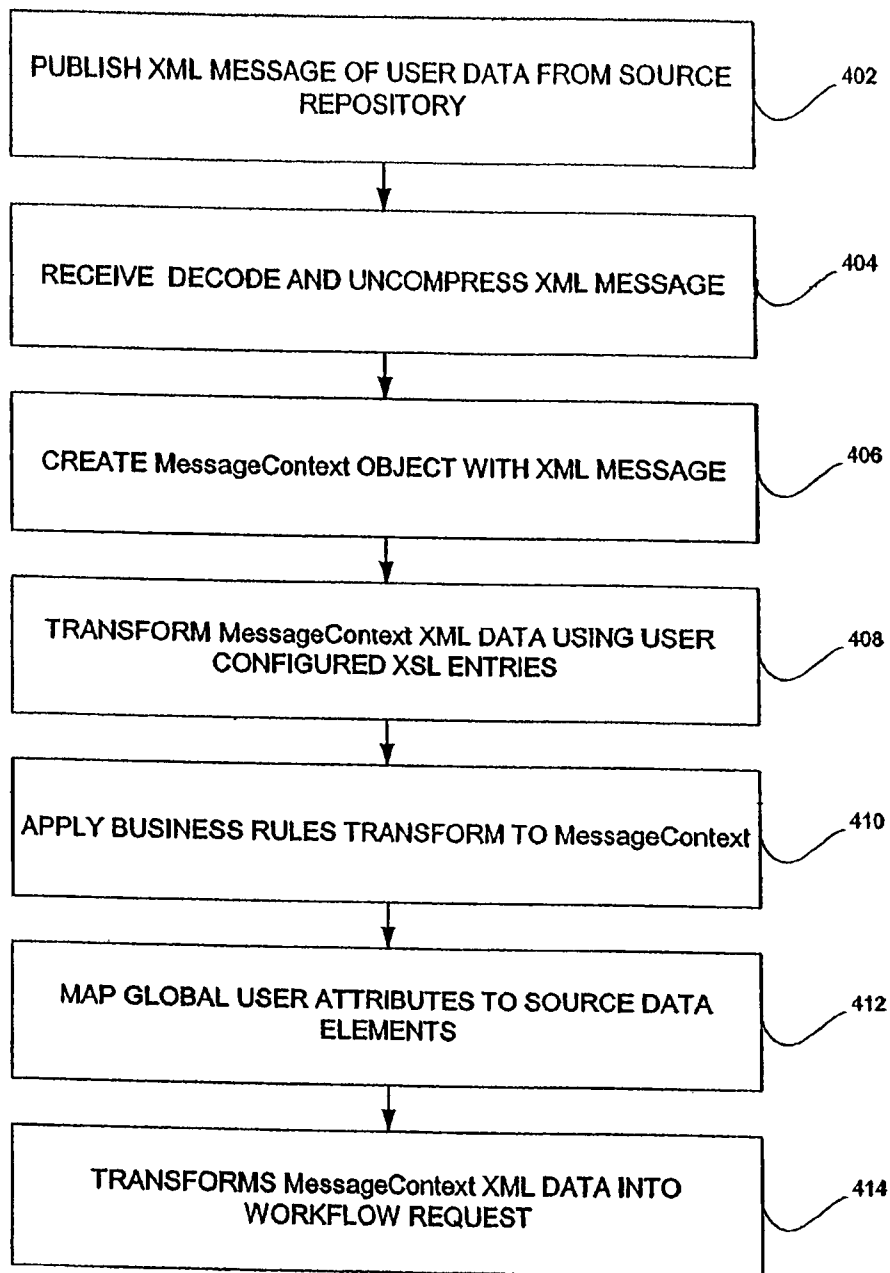 PUBLISH XML MESSAGE OF USER DATA FROM SOURCE
REPOSITORY
402
RECEIVE DECODE AND UNCOMPRESS XML MESSAGE
404
CREATE MessageContext OBJECT WITH XML MESSAGE
406
TRANSFORM MessageContext XML DATA USING USER
CONFIGURED XSL ENTRIES
408
APPLY BUSINESS RULES TRANSFORM TO MessageContext
410
MAP GLOBAL USER ATTRIBUTES TO SOURCE DATA
ELEMENTS
412
TRANSFORMS MessageContext XML DATA INTO
WORKFLOW REQUEST
414